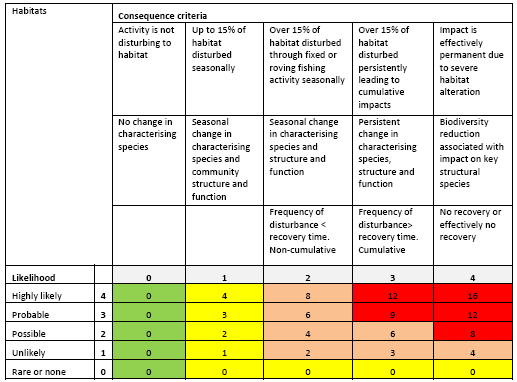 Habitats
Consequence criteria
Activity is not
disturbing to
habitat
Up to 15% of
habitat
disturbed
seasonally
Over 15% of
habitat disturbed
through fixed or
roving fishing
activity seasonally
Over 15% of
habitat
disturbed
persistently
leading to
cumulative
impacts
Impact is
effectively
permanent due
to severe
habitat
alteration
No change in
characterising
species
Seasonal
change in
characterising
species and
community
structure and
function
Seasonal change
in characterising
species and
structure and
function
Persistent
change in
characterising
species,
structure and
function
Biodiversity
reduction
associated with
impact on key
structural
species
Frequency of
disturbance <
recovery time.
Non-cumulative
Frequency of
disturbance>
recovery time.
Cumulative
No recovery or
effectively no
recovery
Likelihood 0 1 2 3 4
Highly likely 4 0 4 8 12 16
Probable 3 0 3 6 9 12
Possible 2 0 2 4 6 8
Unlikely 1 0 1 2 3 4
Rare or none 0 0 0 0 0 0